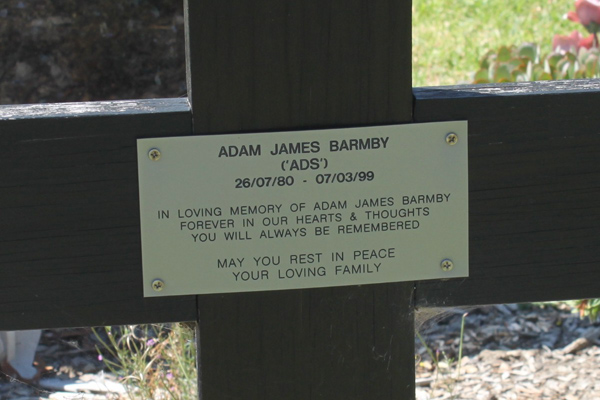 ADAM JAMES BARMBY
('ADS')
26/07/80 - 07/03/99
IN LOVING MEMORY OF ADAM JAMES BARMBY
FOREVER IN OUR HEARTS & THOUGHTS
YOU WILL ALWAYS BE REMEMBERED
MAY YOU REST IN PEACE
YOUR LOVING FAMILY